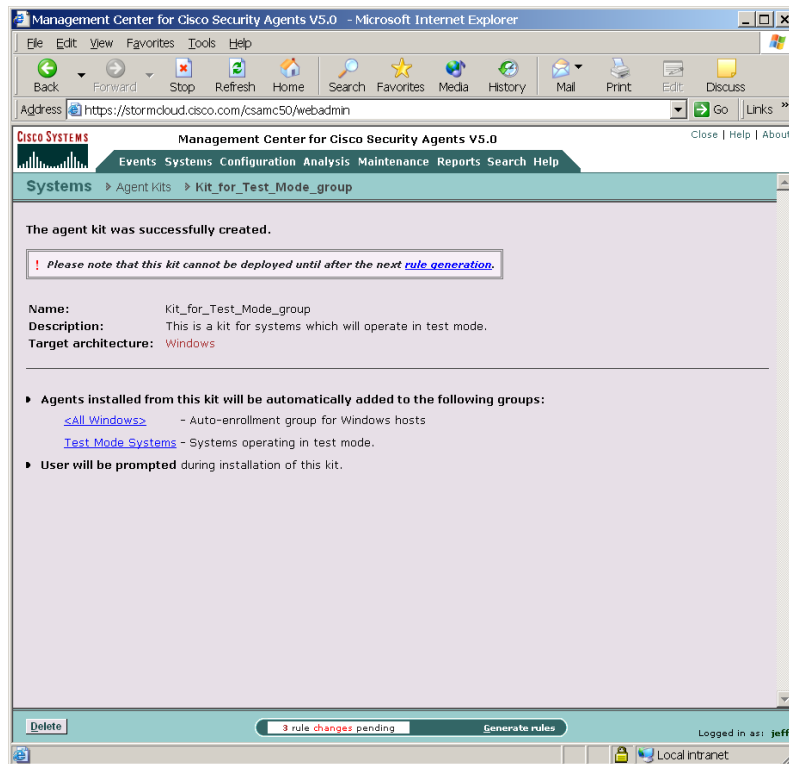 Management Center for Cisco Security Agents V5.0 - Microsoft Internet Explorer
File Edit View Favorites Tools Help
Back Forward Stop Refresh Home Search Favorites Media History Mail Print Edit Discuss
Address https://stormcloud.cisco.com/csamc50/webadmin Go Links »
CISCO SYSTEMS Management Center for Cisco Security Agents V5.0 Close | Help | About
Events Systems Configuration Analysis Maintenance Reports Search Help
Systems Agent Kits Kit_for_Test_Mode_group
The agent kit was successfully created.
! Please note that this kit cannot be deployed until after the next rule generation.
Name: Kit_for_Test_Mode_group
Description: This is a kit for systems which will operate in test mode.
Target architecture: Windows
Agents installed from this kit will be automatically added to the following groups:
<All Windows> - Auto-enrollment group for Windows hosts
Test Mode Systems - Systems operating in test mode.
User will be prompted during installation of this kit.
Delete 3 rule changes pending Generate rules Logged in as: jeff
Local intranet